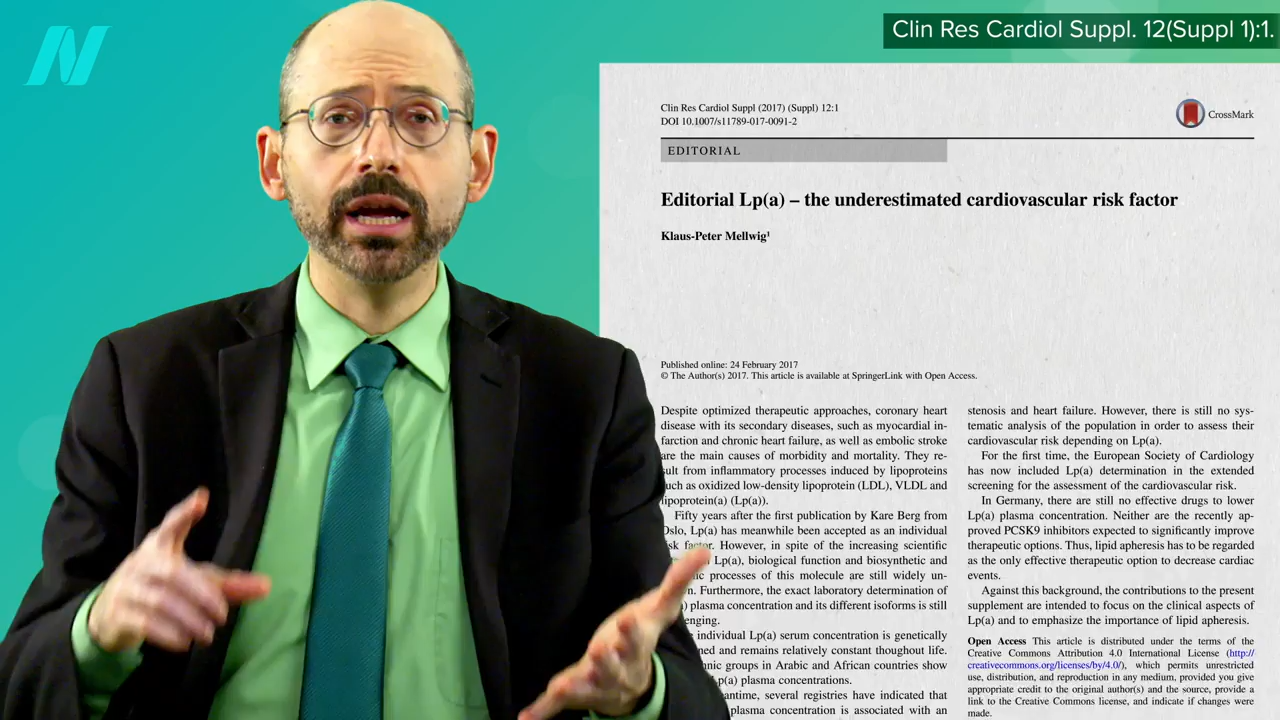 Clin Res Cardiol Suppl. 12(Suppl 1):1.
Clin Res Cardiol Suppl (2017) (Suppl) 12:1
DOI 10.1007/s11789-017-0091-2
CrossMark
EDITORIAL
Editorial Lp(a) – the underestimated cardiovascular risk factor
Klaus-Peter Mellwig¹
Published online: 24 February 2017
© The Author(s) 2017. This article is available at SpringerLink with Open Access.
Despite optimized therapeutic approaches, coronary heart
disease with its secondary diseases, such as myocardial in-
farction and chronic heart failure, as well as embolic stroke
are the main causes of morbidity and mortality. They re-
sult from inflammatory processes induced by lipoproteins
such as oxidized low-density lipoprotein (LDL), VLDL and
lipoprotein(a) (Lp(a)).
Fifty years after the first publication by Kare Berg from
Oslo, Lp(a) has meanwhile been accepted as an individual
risk factor. However, in spite of the increasing scientific
Lp(a), biological function and biosynthetic and
processes of this molecule are still widely un-
Furthermore, the exact laboratory determination of
plasma concentration and its different isoforms is still
individual Lp(a) serum concentration is genetically
and remains relatively constant thoughout life.
groups in Arabic and African countries show
Lp(a) plasma concentrations.
several registries have indicated that
plasma concentration is associated with an
stenosis and heart failure. However, there is still no sys-
tematic analysis of the population in order to assess their
cardiovascular risk depending on Lp(a).
For the first time, the European Society of Cardiology
has now included Lp(a) determination in the extended
screening for the assessment of the cardiovascular risk.
In Germany, there are still no effective drugs to lower
Lp(a) plasma concentration. Neither are the recently ap-
proved PCSK9 inhibitors expected to significantly improve
therapeutic options. Thus, lipid apheresis has to be regarded
as the only effective therapeutic option to decrease cardiac
events.
Against this background, the contributions to the present
supplement are intended to focus on the clinical aspects of
Lp(a) and to emphasize the importance of lipid apheresis.
Open Access This article is distributed under the terms of the
Creative Commons Attribution 4.0 International License (http://
creativecommons.org/licenses/by/4.0/), which permits unrestricted
use, distribution, and reproduction in any medium, provided you give
appropriate credit to the original author(s) and the source, provide a
link to the Creative Commons license, and indicate if changes were
made.